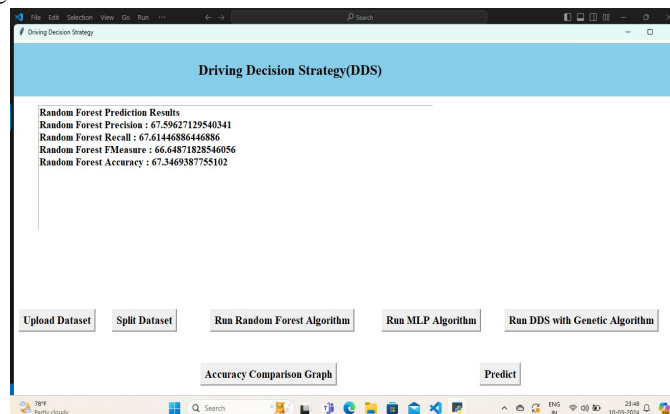 File Edit Selection View Go Run ...
Search
Driving Decision Strategy
Driving Decision Strategy(DDS)
Random Forest Prediction Results
Random Forest Precision : 67.59627129540341
Random Forest Recall : 67.61446886446886
Random Forest FMeasure : 66.64871828546056
Random Forest Accuracy : 67.3469387755102
Upload Dataset Split Dataset Run Random Forest Algorithm Run MLP Algorithm Run DDS with Genetic Algorithm
Accuracy Comparison Graph Predict
78°F
Partly cloudy
Search
ENG
IN
23:48
10-03-2024